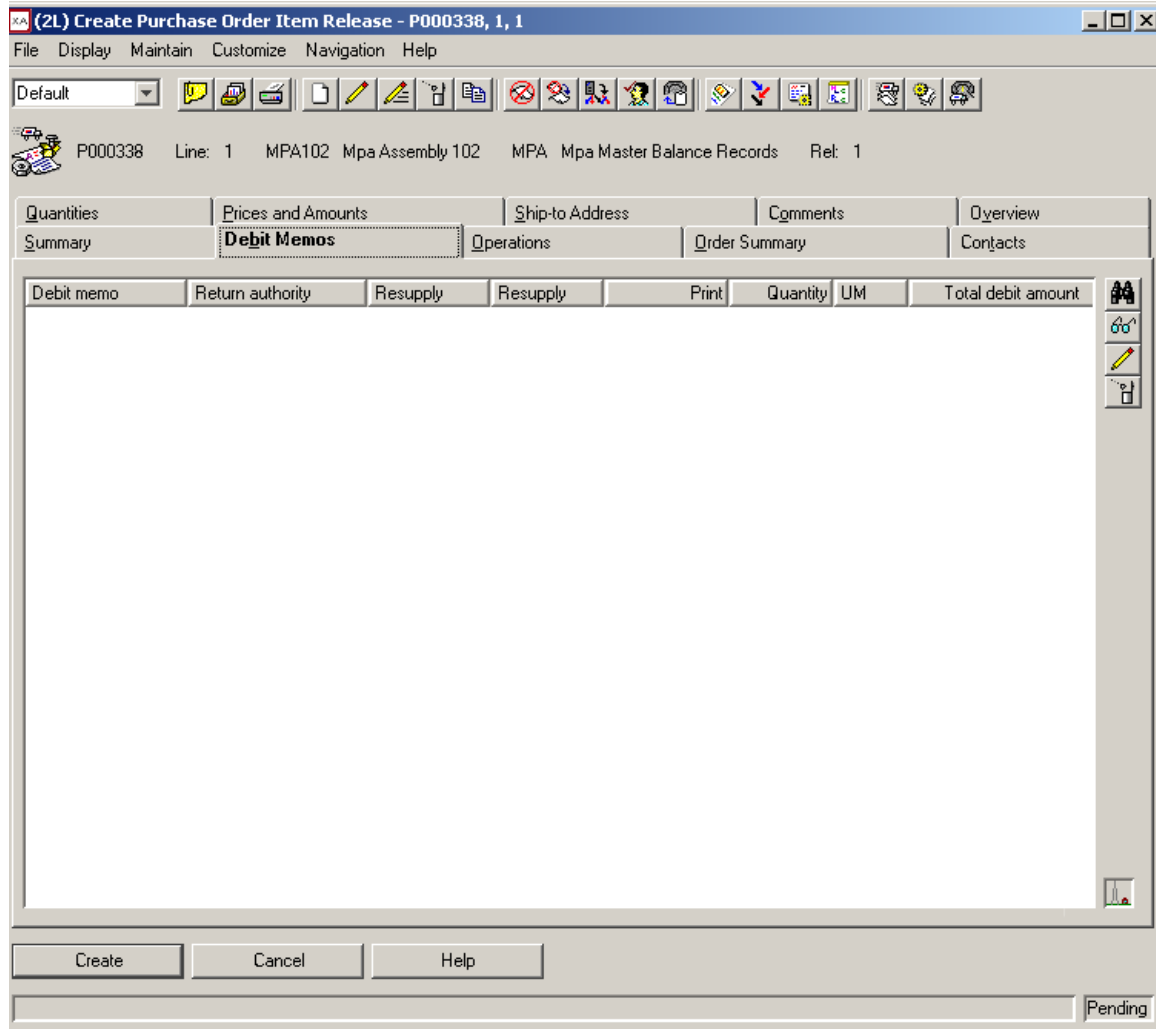 XA (2L) Create Purchase Order Item Release - P000338, 1, 1
File Display Maintain Customize Navigation Help
Default
P000338 Line: 1 MPA102 Mpa Assembly 102 MPA Mpa Master Balance Records Rel: 1
Quantities Prices and Amounts Ship-to Address Comments Overview
Summary Debit Memos Operations Order Summary Contacts
Debit memo Return authority Resupply Resupply Print Quantity UM Total debit amount
Create Cancel Help
Pending